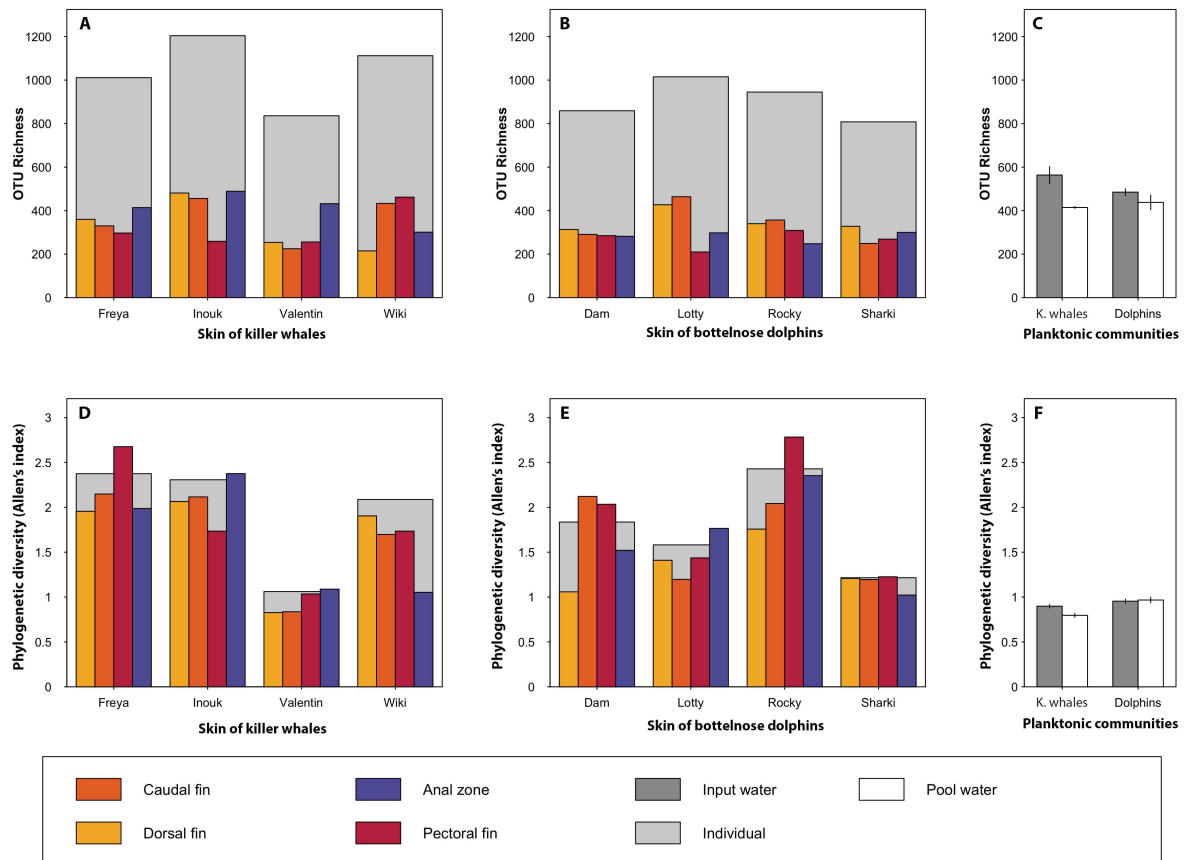 A
OTU Richness
1200
1000
800
600
400
200
0
Freya Inouk Valentin Wiki
Skin of killer whales
B
OTU Richness
1200
1000
800
600
400
200
0
Dam Lotty Rocky Sharki
Skin of bottelnose dolphins
C
OTU Richness
1200
1000
800
600
400
200
0
K. whales Dolphins
Planktonic communities
D
Phylogenetic diversity (Allen's index)
3
2.5
2
1.5
1
0.5
0
Freya Inouk Valentin Wiki
Skin of killer whales
E
Phylogenetic diversity (Allen's index)
3
2.5
2
1.5
1
0.5
0
Dam Lotty Rocky Sharki
Skin of bottelnose dolphins
F
Phylogenetic diversity (Allen's index)
3
2.5
2
1.5
1
0.5
0
K. whales Dolphins
Planktonic communities
Caudal fin Anal zone Input water Pool water
Dorsal fin Pectoral fin Individual